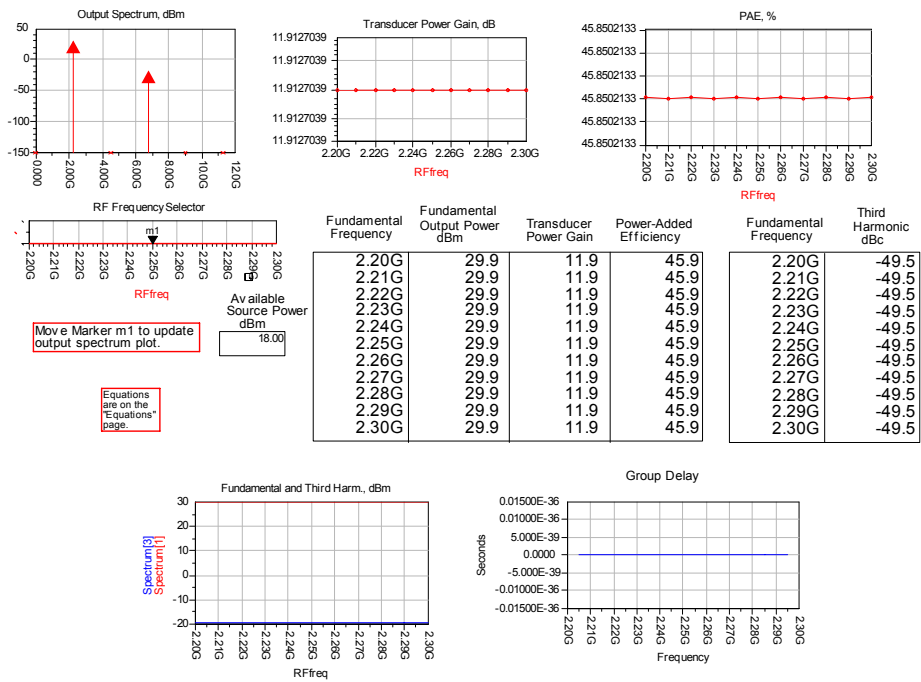 Output Spectrum, dBm
50
0
-50
-100
-150
0.000
2.00G
4.00G
6.00G
8.00G
10.0G
12.0G
Transducer Power Gain, dB
11.9127039
11.9127039
11.9127039
11.9127039
11.9127039
2.20G
2.22G
2.24G
2.26G
2.28G
2.30G
RFfreq
PAE, %
45.8502133
45.8502133
45.8502133
45.8502133
45.8502133
45.8502133
2.20G
2.21G
2.22G
2.23G
2.24G
2.25G
2.26G
2.27G
2.28G
2.29G
2.30G
RFfreq
RF Frequency Selector
m1
2.20G
2.21G
2.22G
2.23G
2.24G
2.25G
2.26G
2.27G
2.28G
2.29G
2.30G
RFfreq
Move Marker m1 to update
output spectrum plot.
Available
Source Power
dBm
18.00
Equations
are on the
"Equations"
page.
Fundamental Frequency Fundamental Output Power dBm Transducer Power Gain Power-Added Efficiency
2.20G 29.9 11.9 45.9
2.21G 29.9 11.9 45.9
2.22G 29.9 11.9 45.9
2.23G 29.9 11.9 45.9
2.24G 29.9 11.9 45.9
2.25G 29.9 11.9 45.9
2.26G 29.9 11.9 45.9
2.27G 29.9 11.9 45.9
2.28G 29.9 11.9 45.9
2.29G 29.9 11.9 45.9
2.30G 29.9 11.9 45.9
Fundamental Frequency Third Harmonic dBc
2.20G -49.5
2.21G -49.5
2.22G -49.5
2.23G -49.5
2.24G -49.5
2.25G -49.5
2.26G -49.5
2.27G -49.5
2.28G -49.5
2.29G -49.5
2.30G -49.5
Fundamental and Third Harm., dBm
Spectrum[3]
Spectrum[1]
30
20
10
0
-10
-20
2.20G
2.21G
2.22G
2.23G
2.24G
2.25G
2.26G
2.27G
2.28G
2.29G
2.30G
RFfreq
Group Delay
Seconds
0.01500E-36
0.01000E-36
5.000E-39
0.0000
-5.000E-39
-0.01000E-36
-0.01500E-36
2.20G
2.21G
2.22G
2.23G
2.24G
2.25G
2.26G
2.27G
2.28G
2.29G
2.30G
Frequency